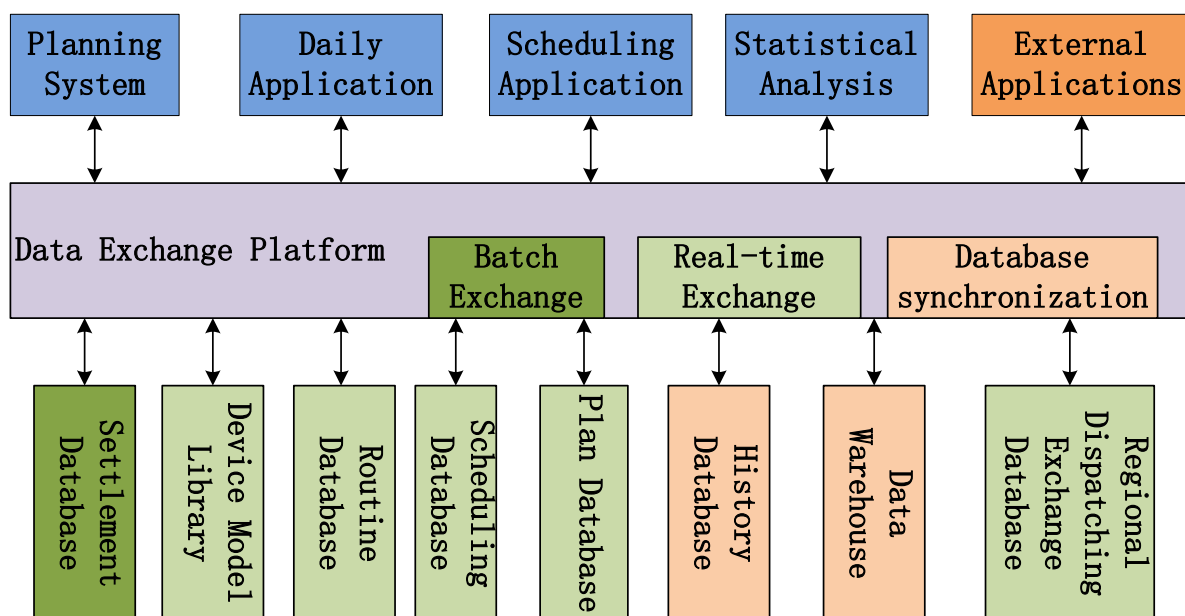 Planning
System
Daily
Application
Scheduling
Application
Statistical
Analysis
External
Applications
Data Exchange Platform
Batch
Exchange
Real-time
Exchange
Database
synchronization
Settlement
Database
Device Model
Library
Routine
Database
Scheduling
Database
Plan Database
History
Database
Data
Warehouse
Regional
Dispatching
Exchange
Database